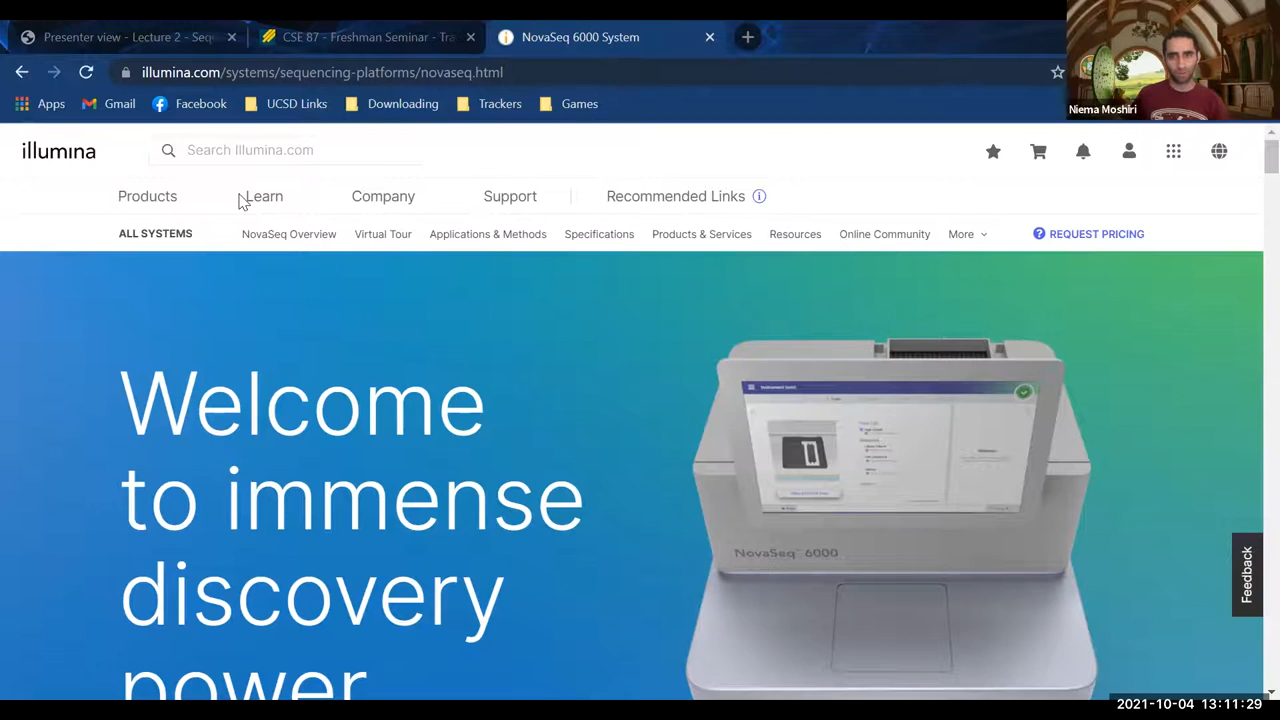 Presenter view - Lecture 2 - Seq
CSE 87 - Freshman Seminar - Tra
NovaSeq 6000 System
illumina.com/systems/sequencing-platforms/novaseq.html
Apps
Gmail
Facebook
UCSD Links
Downloading
Trackers
Games
Niema Moshiri
illumina
Search Illumina.com
Products
Learn
Company
Support
Recommended Links
ALL SYSTEMS
NovaSeq Overview
Virtual Tour
Applications & Methods
Specifications
Products & Services
Resources
Online Community
More
REQUEST PRICING
Welcome
to immense
discovery
power
NovaSeq 6000
Feedback
2021-10-04 13:11:29